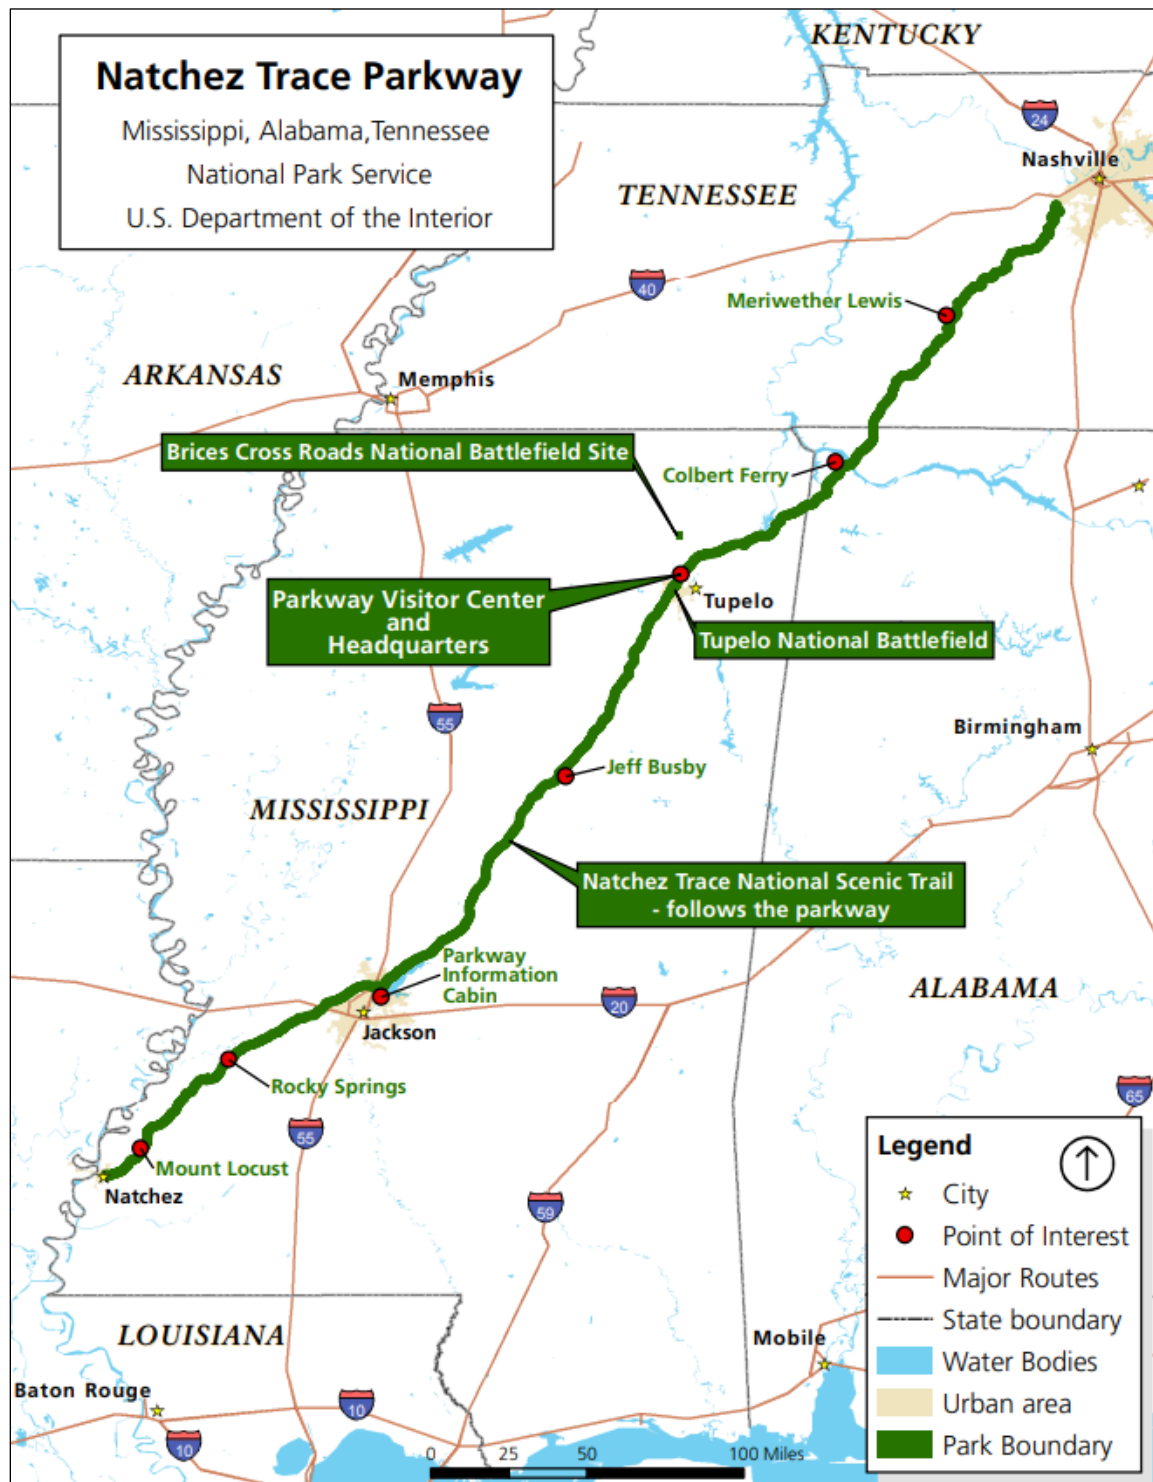 Natchez Trace Parkway
Mississippi, Alabama,Tennessee
National Park Service
U.S. Department of the Interior
KENTUCKY
24
Nashville
TENNESSEE
40
Meriwether Lewis
ARKANSAS
Memphis
Brices Cross Roads National Battlefield Site
Colbert Ferry
Parkway Visitor Center
and
Headquarters
Tupelo
Tupelo National Battlefield
55
Birmingham
Jeff Busby
MISSISSIPPI
Natchez Trace National Scenic Trail
- follows the parkway
Parkway
Information
Cabin
ALABAMA
20
Jackson
Rocky Springs
65
55
Mount Locust
Natchez
59
LOUISIANA
Mobile
Baton Rouge
10
10
0 25 50 100 Miles
Legend
City
Point of Interest
Major Routes
State boundary
Water Bodies
Urban area
Park Boundary